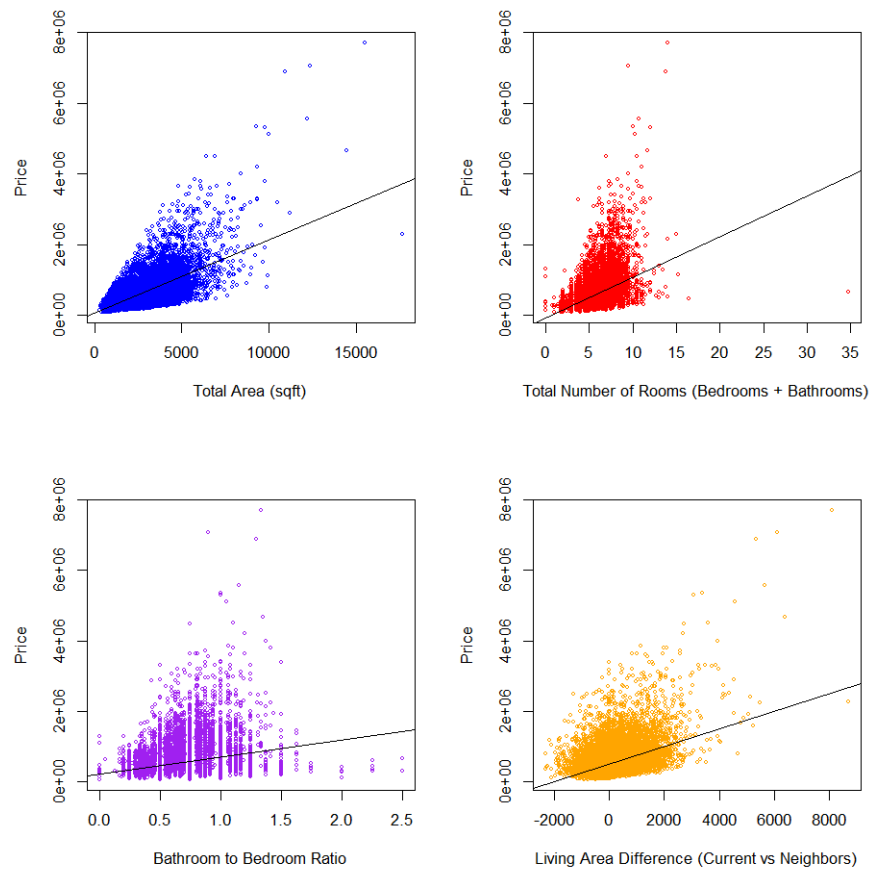 8e+06
6e+06
4e+06
2e+06
0e+00
Price
0 5000 10000 15000
Total Area (sqft)
8e+06
6e+06
4e+06
2e+06
0e+00
Price
0 5 10 15 20 25 30 35
Total Number of Rooms (Bedrooms + Bathrooms)
8e+06
6e+06
4e+06
2e+06
0e+00
Price
0.0 0.5 1.0 1.5 2.0 2.5
Bathroom to Bedroom Ratio
8e+06
6e+06
4e+06
2e+06
0e+00
Price
-2000 0 2000 4000 6000 8000
Living Area Difference (Current vs Neighbors)